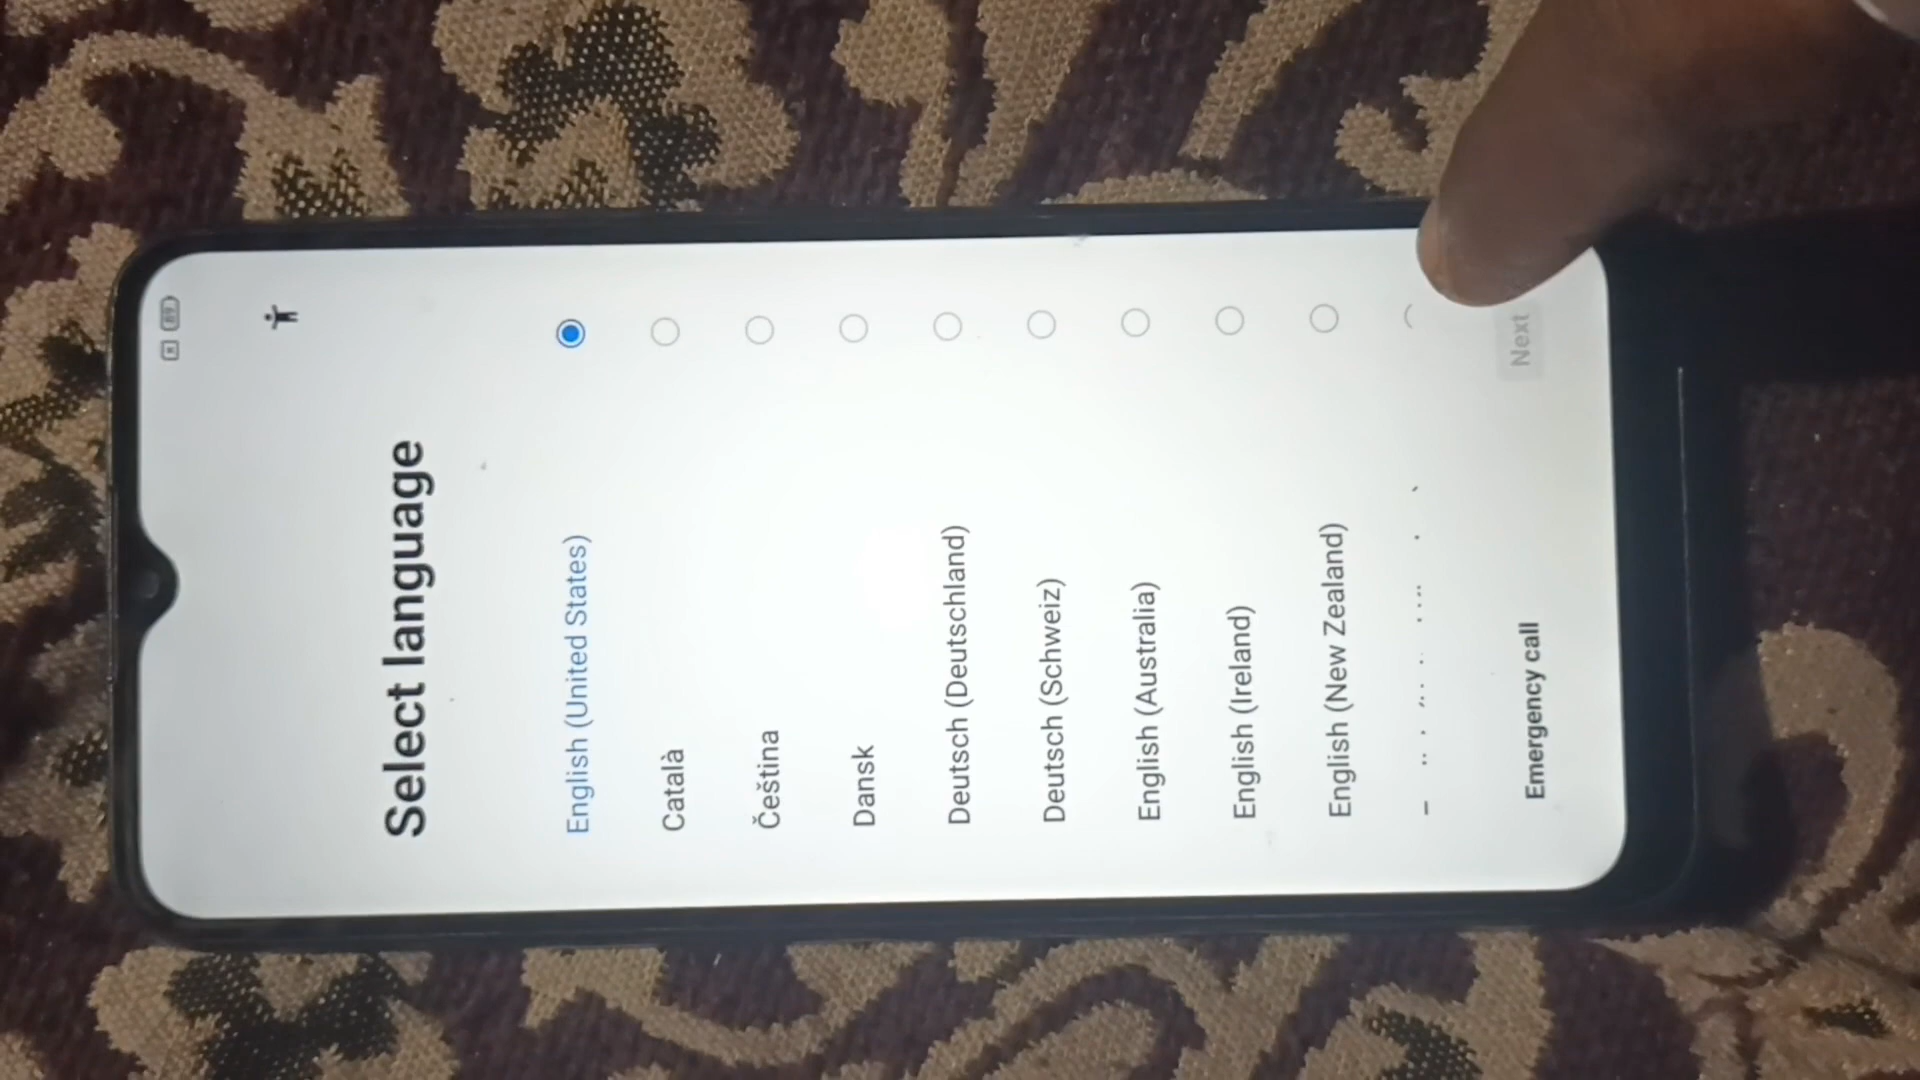 89
Select language
English (United States)
Català
Čeština
Dansk
Deutsch (Deutschland)
Deutsch (Schweiz)
English (Australia)
English (Ireland)
English (New Zealand)
Emergency call
Next